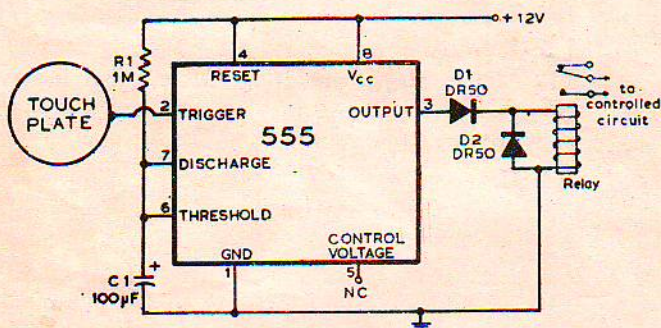 +12V
R1
1M
4
8
RESET
Vcc
D1
DR50
TOUCH
PLATE
2
TRIGGER
OUTPUT
3
to
controlled
circuit
555
D2
DR50
7
DISCHARGE
Relay
6
THRESHOLD
GND
CONTROL
VOLTAGE
C1
100µF
+
1
5
NC